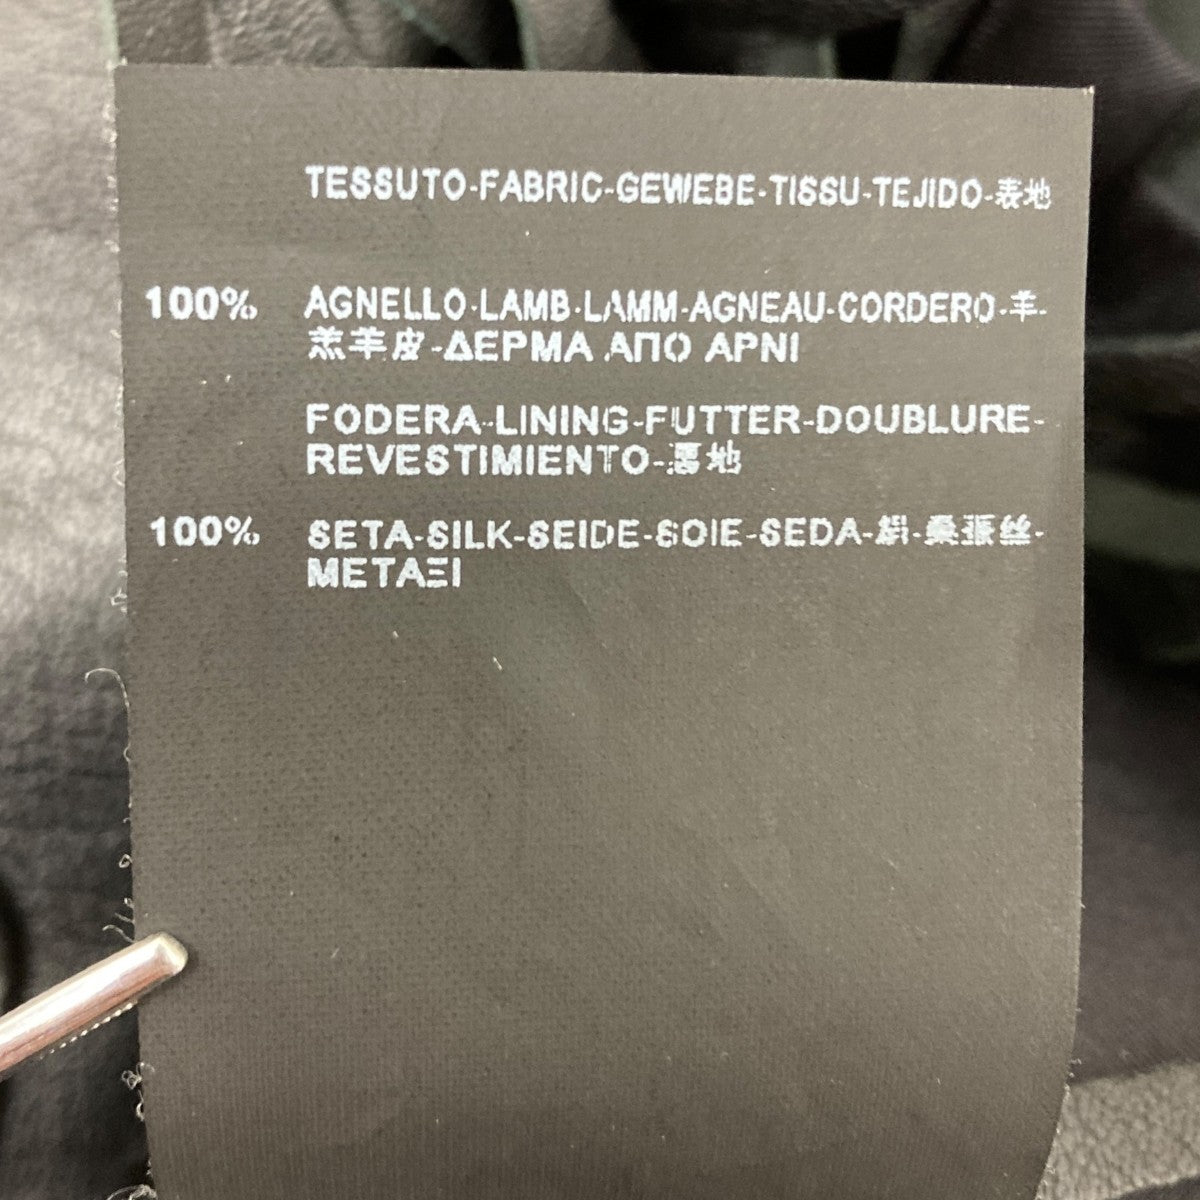 TESSUTO-FABRIC-GEWEBE-TISSU-TEJIDO-表地
100% AGNELLO-LAMB-LAMM-AGNEAU-CORDERO-羊-
羔羊皮-ΔΕΡΜΑ ΑΠΟ ΑΡΝΙ
FODERA-LINING-FUTTER-DOUBLURE-
REVESTIMIENTO-裏地
100% SETA-SILK-SEIDE-SOIE-SEDA-絹-桑蚕丝-
ΜΕΤΑΞΙ